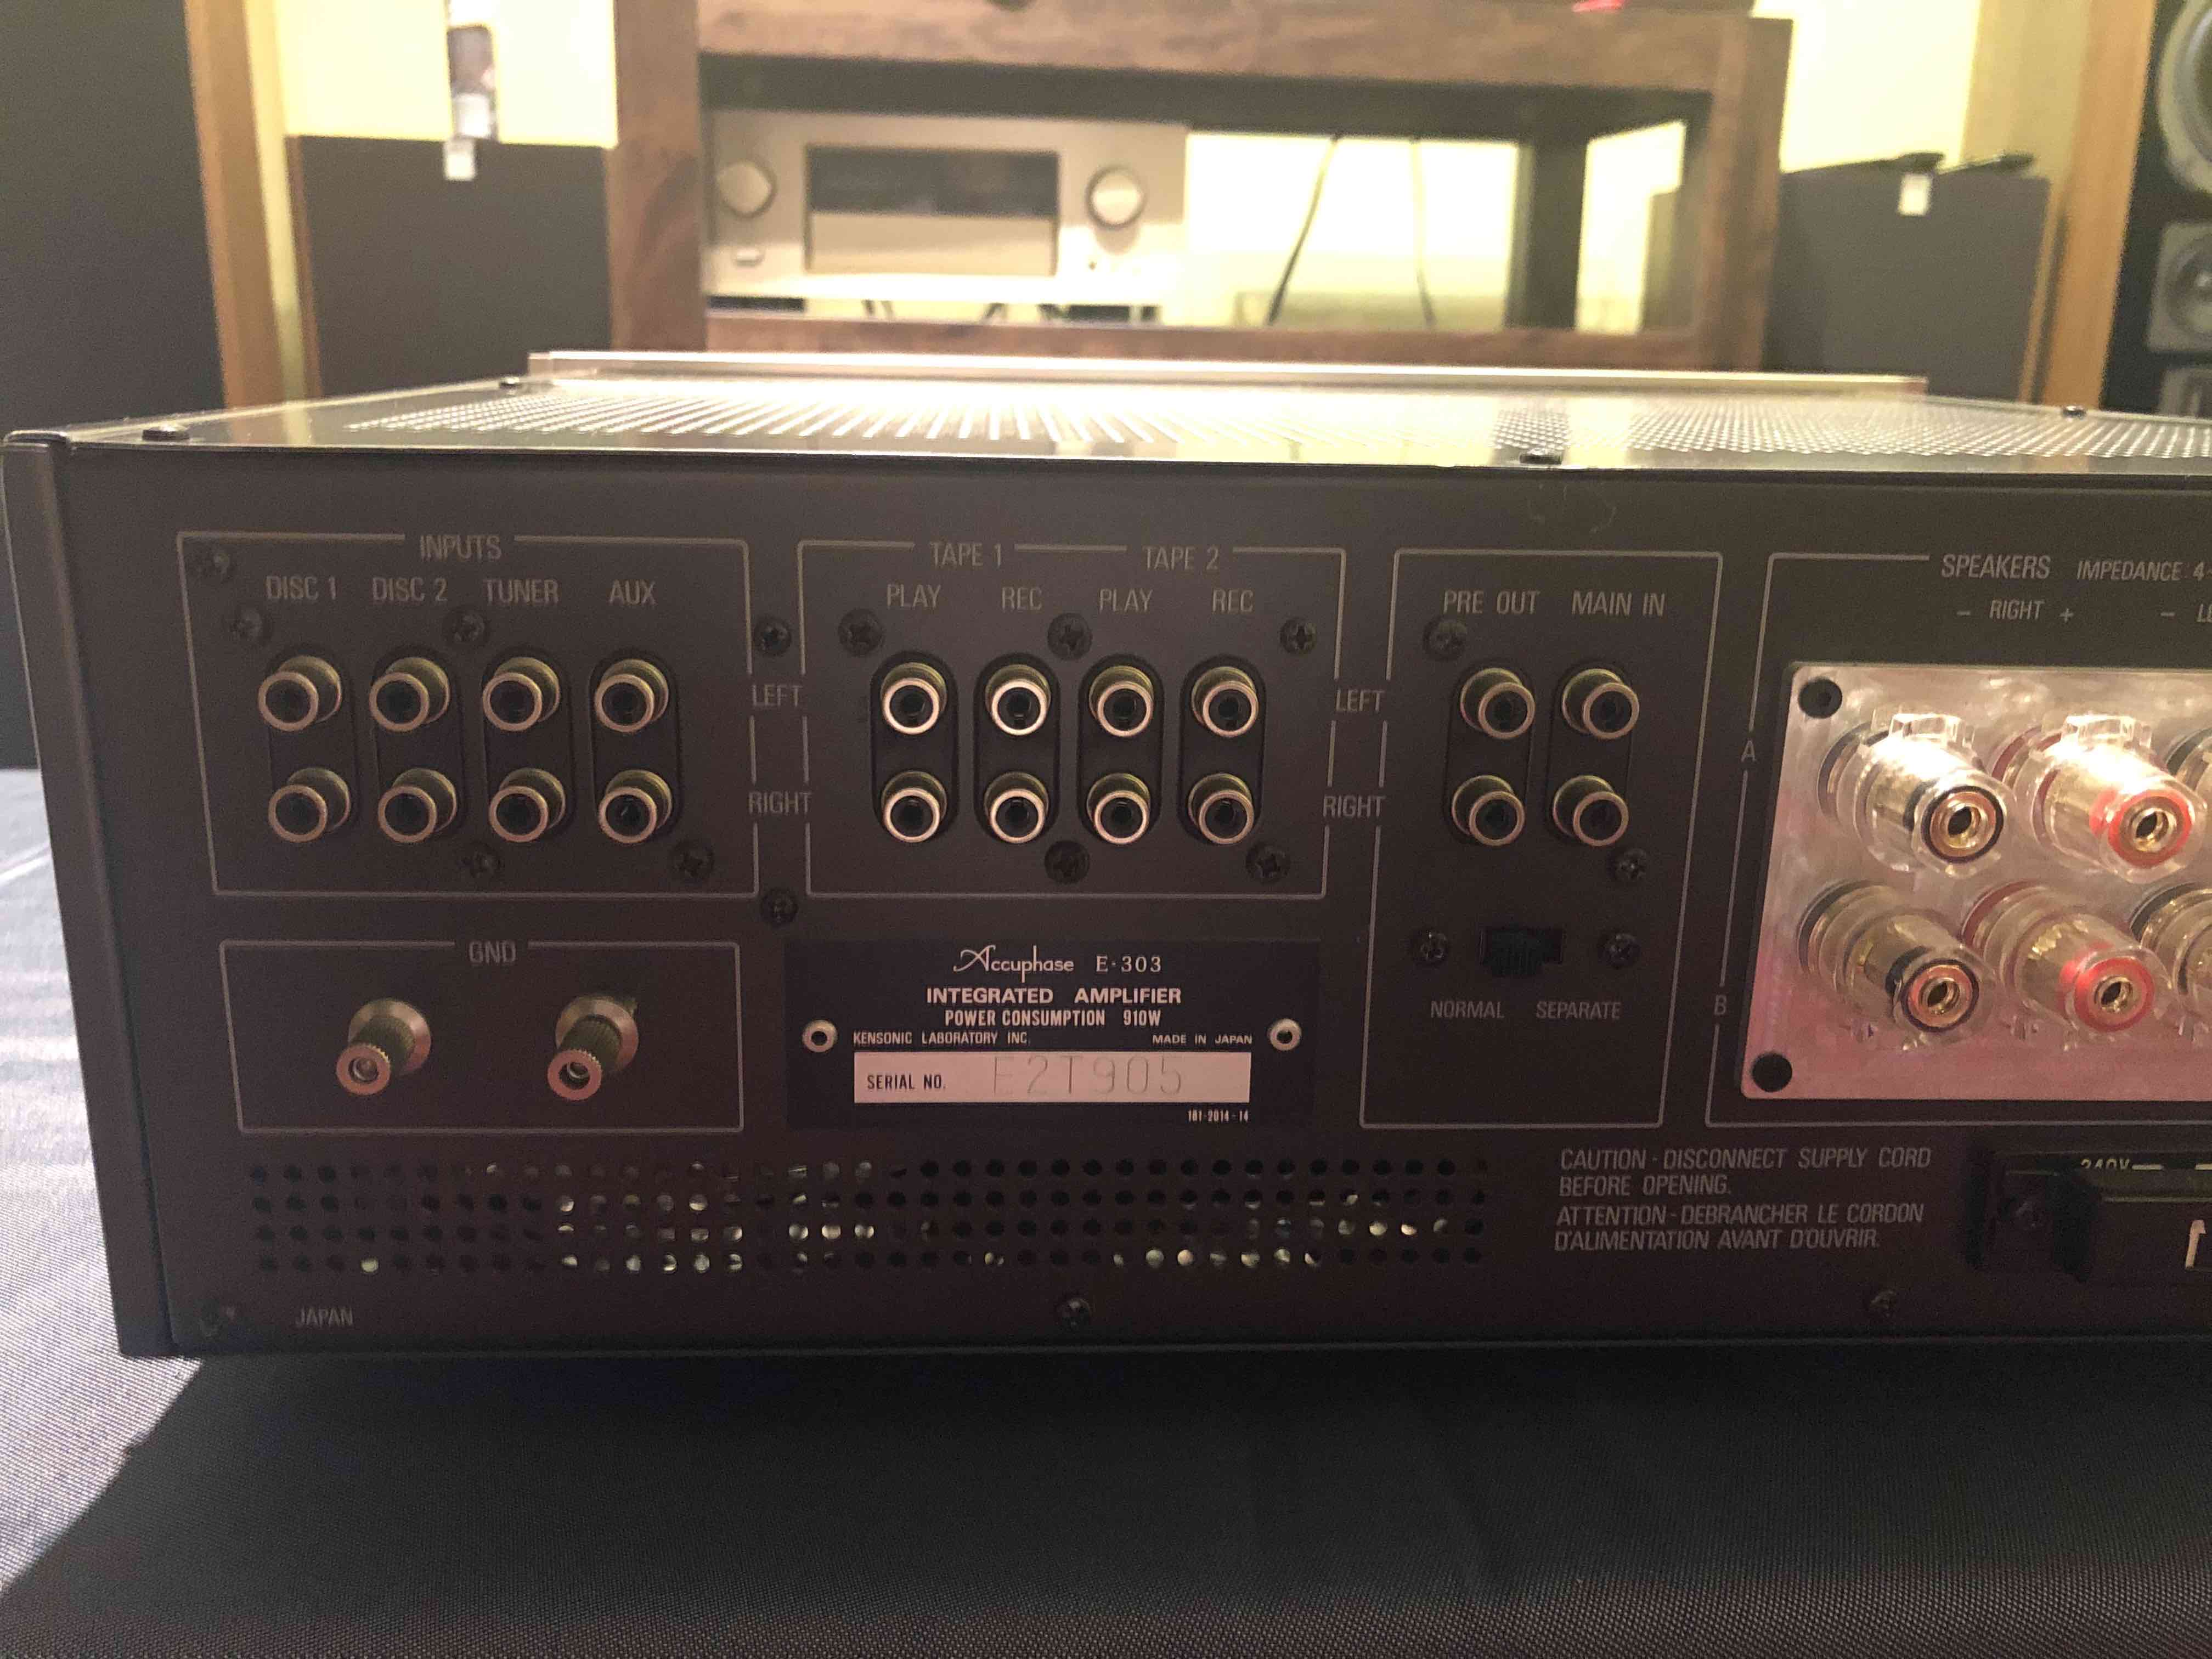 INPUTS
DISC 1 DISC 2 TUNER AUX
TAPE 1 TAPE 2
PLAY REC PLAY REC
LEFT
RIGHT
LEFT
RIGHT
PRE OUT MAIN IN
NORMAL SEPARATE
SPEAKERS IMPEDANCE 4-
− RIGHT + −
A
B
GND
Accuphase E-303
INTEGRATED AMPLIFIER
POWER CONSUMPTION 910W
KENSONIC LABORATORY INC. MADE IN JAPAN
SERIAL NO. E2T905
101-2014-14
CAUTION - DISCONNECT SUPPLY CORD
BEFORE OPENING.
ATTENTION - DEBRANCHER LE CORDON
D'ALIMENTATION AVANT D'OUVRIR.
240V
JAPAN